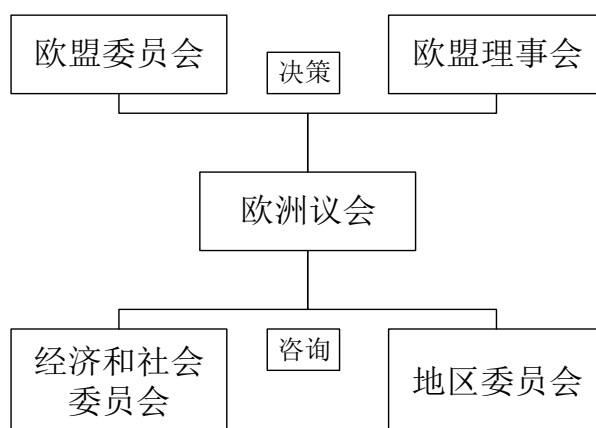 欧盟委员会
决策
欧盟理事会
欧洲议会
经济和社会
委员会
咨询
地区委员会